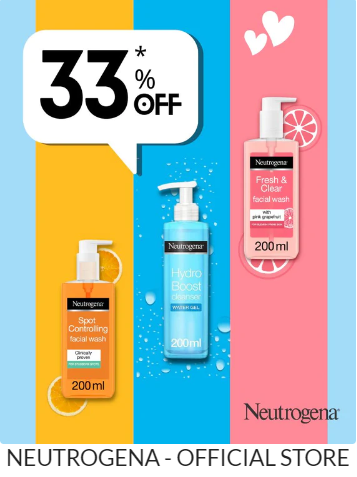 33*
%
OFF
Neutrogena
Fresh &
Clear
facial wash
with
pink grapefruit
200ml
Neutrogena
Hydro
Boost
cleanser
WATER GEL
200ml
Neutrogena
Spot
Controlling
facial wash
Clinically
proven
200ml
Neutrogena
NEUTROGENA - OFFICIAL STORE